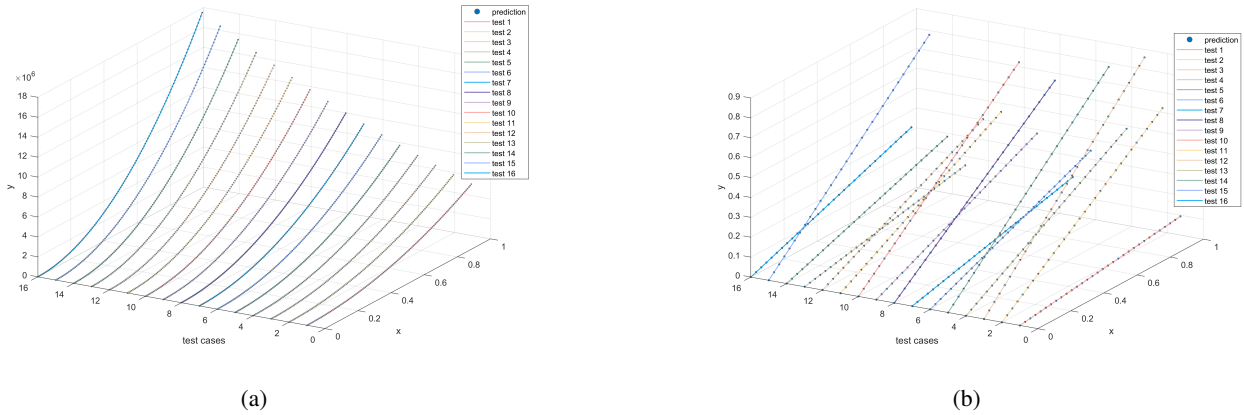 prediction
test 1
test 2
test 3
test 4
test 5
test 6
test 7
test 8
test 9
test 10
test 11
test 12
test 13
test 14
test 15
test 16
×10⁶
18
16
14
12
10
8
6
4
2
0
y
16
14
12
10
8
6
4
2
0
test cases
0
0.2
0.4
0.6
0.8
1
x
(a)
prediction
test 1
test 2
test 3
test 4
test 5
test 6
test 7
test 8
test 9
test 10
test 11
test 12
test 13
test 14
test 15
test 16
0.9
0.8
0.7
0.6
0.5
0.4
0.3
0.2
0.1
0
y
16
14
12
10
8
6
4
2
0
test cases
0
0.2
0.4
0.6
0.8
1
x
(b)